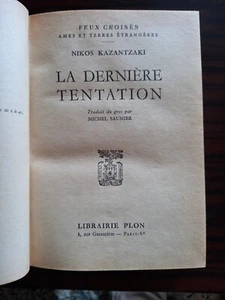 FEUX CROISÉS
AMES ET TERRES ÉTRANGÈRES
NIKOS KAZANTZAKI
LA DERNIÈRE
TENTATION
Traduit du grec par
MICHEL SAUNIER
LIBRAIRIE PLON
8, rue Garancière — PARIS-6e